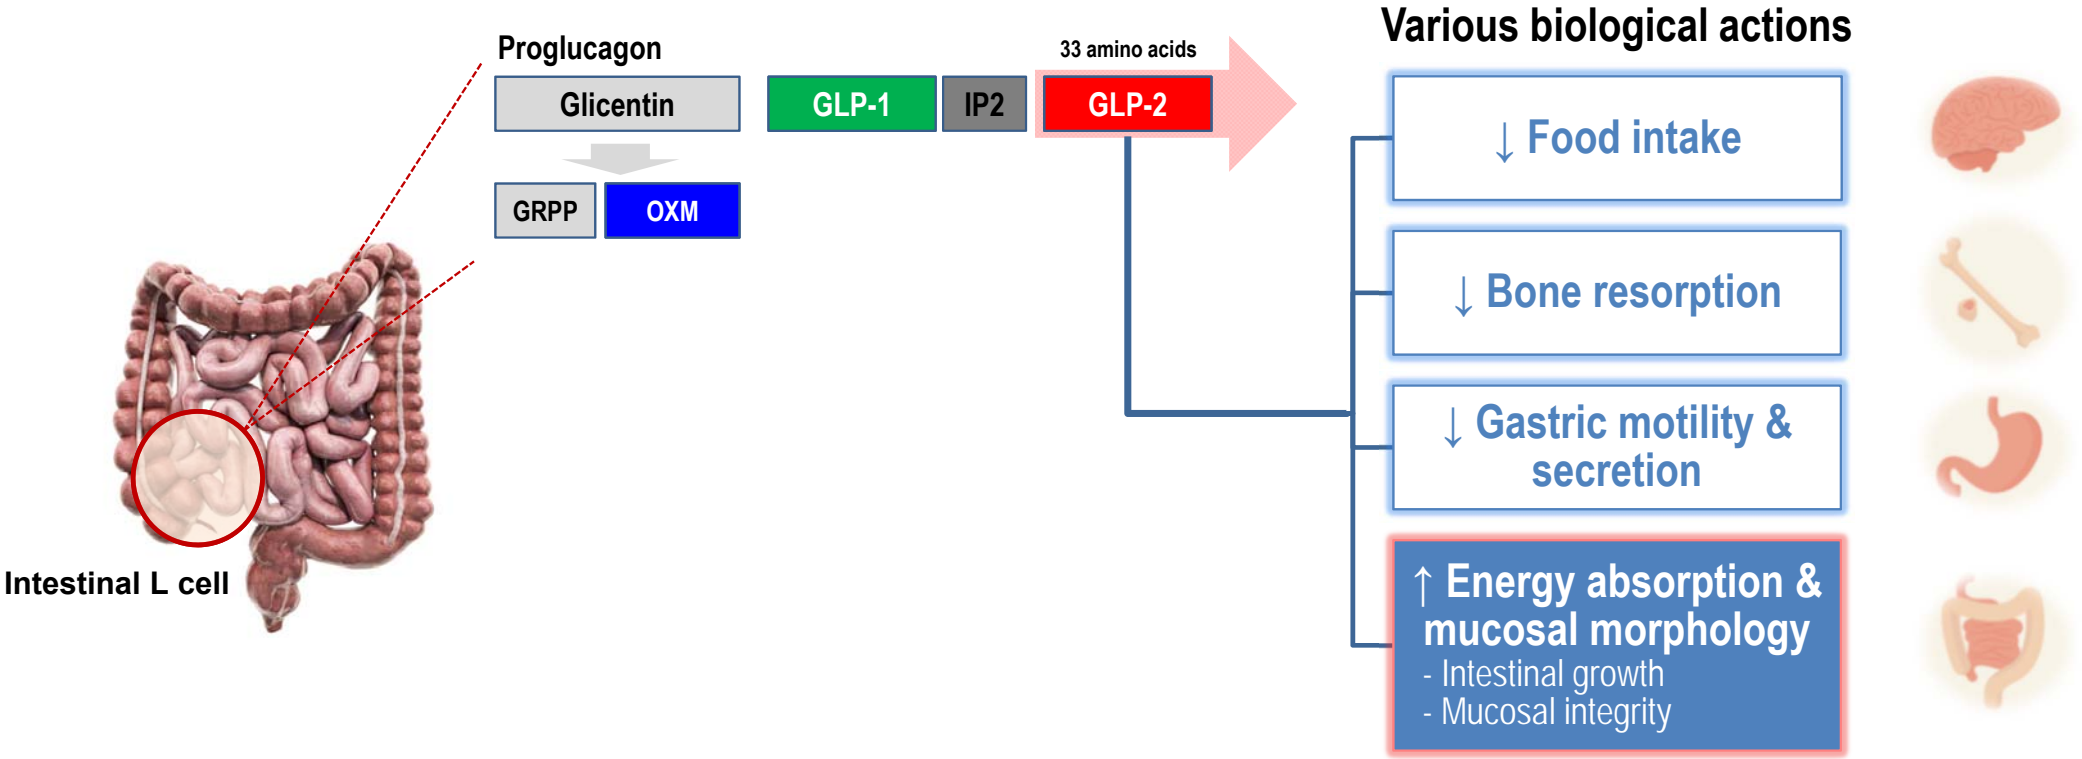 Various biological actions
Proglucagon
33 amino acids
Glicentin
GLP-1
IP2
GLP-2
GRPP
OXM
Intestinal L cell
↓ Food intake
↓ Bone resorption
↓ Gastric motility &
secretion
↑ Energy absorption &
mucosal morphology
- Intestinal growth
- Mucosal integrity